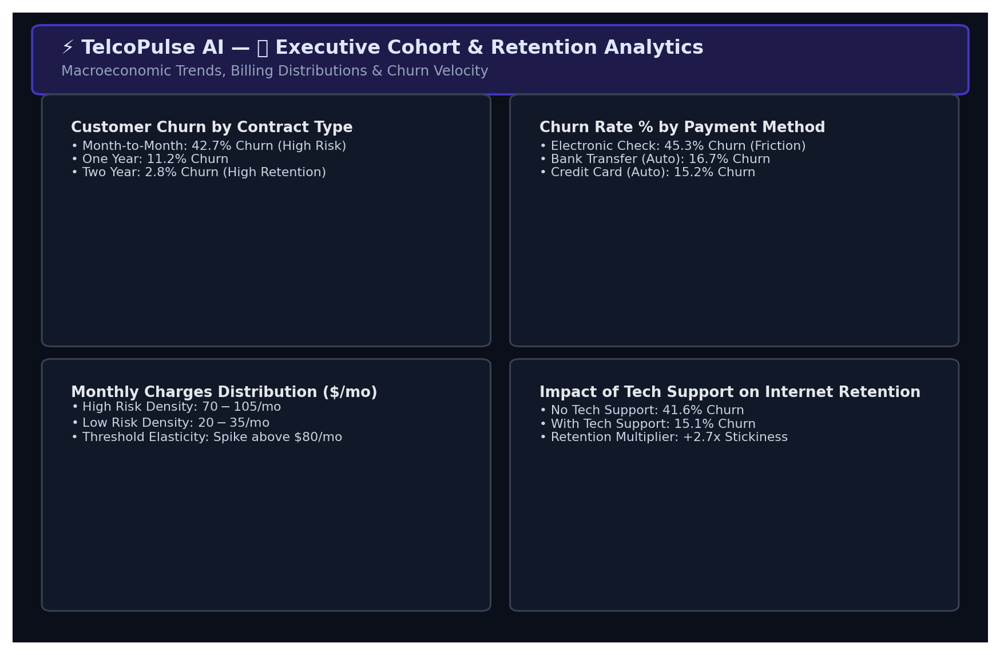 ⚡ TelcoPulse AI — Executive Cohort & Retention Analytics
Macroeconomic Trends, Billing Distributions & Churn Velocity
Customer Churn by Contract Type
• Month-to-Month: 42.7% Churn (High Risk)
• One Year: 11.2% Churn
• Two Year: 2.8% Churn (High Retention)
Churn Rate % by Payment Method
• Electronic Check: 45.3% Churn (Friction)
• Bank Transfer (Auto): 16.7% Churn
• Credit Card (Auto): 15.2% Churn
Monthly Charges Distribution ($/mo)
• High Risk Density: 70 − 105/mo
• Low Risk Density: 20 − 35/mo
• Threshold Elasticity: Spike above $80/mo
Impact of Tech Support on Internet Retention
• No Tech Support: 41.6% Churn
• With Tech Support: 15.1% Churn
• Retention Multiplier: +2.7x Stickiness